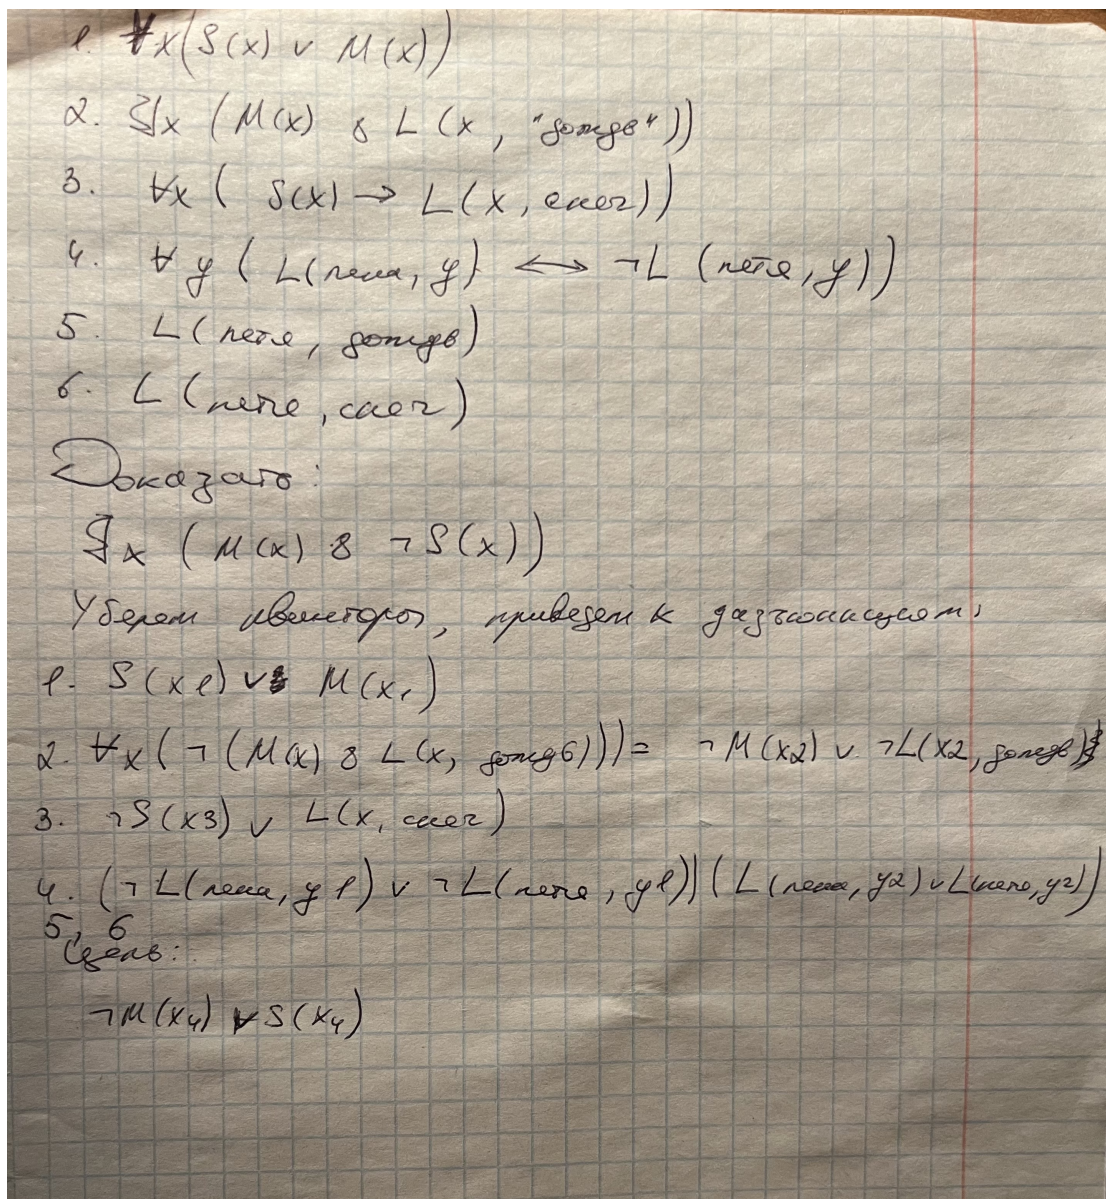 1. ∀x(S(x) ∨ M(x))
2. ∃x (M(x) & L(x, "дождь"))
3. ∀x ( S(x) → L(x, снег))
4. ∀y ( L(лена, y) ⟷ ¬L (петя, y))
5. L(петя, дождь)
6. L(петя, снег)
Доказать:
∃x (M(x) & ¬S(x))
Уберем кванторы, приведем к дизъюнкциям:
1. S(x1) ∨ M(x1)
2. ∀x(¬(M(x) & L(x, дождь))) = ¬M(x2) ∨ ¬L(x2, дождь)
3. ¬S(x3) ∨ L(x, снег)
4. (¬L(лена, y1) ∨ ¬L(петя, y1)) (L(лена, y2) ∨ L(петя, y2))
5, 6
Цель:
¬M(x4) ∨ S(x4)